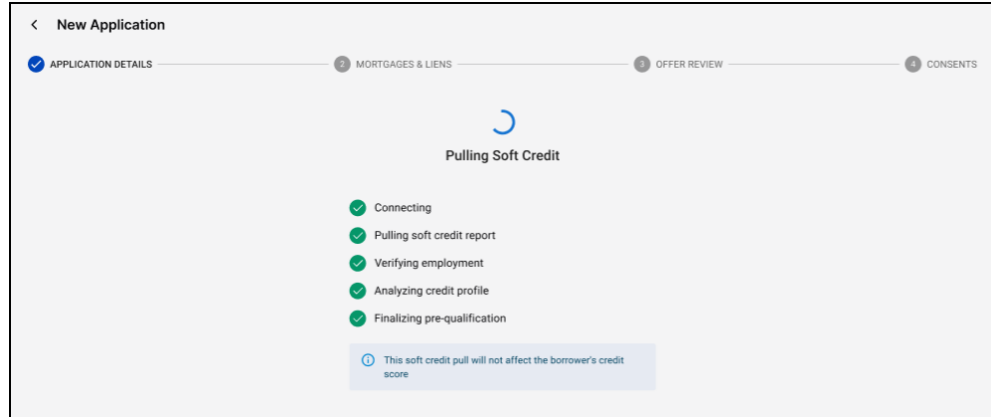 New Application
APPLICATION DETAILS
2 MORTGAGES & LIENS
3 OFFER REVIEW
4 CONSENTS
Pulling Soft Credit
Connecting
Pulling soft credit report
Verifying employment
Analyzing credit profile
Finalizing pre-qualification
This soft credit pull will not affect the borrower's credit
score